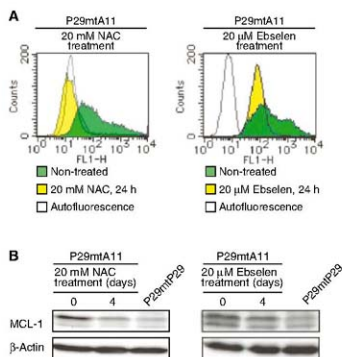 A
P29mtA11
20 mM NAC
treatment
200
Counts
0
10⁰ 10¹ 10² 10³ 10⁴
FL1-H
Non-treated
20 mM NAC, 24 h
Autofluorescence
P29mtA11
20 μM Ebselen
treatment
200
Counts
0
10⁰ 10¹ 10² 10³ 10⁴
FL1-H
Non-treated
20 μM Ebselen, 24 h
Autofluorescence
B
P29mtA11
20 mM NAC
treatment (days)
0 4
P29mtP29
P29mtA11
20 μM Ebselen
treatment (days)
0 4
P29mtP29
MCL-1
β-Actin